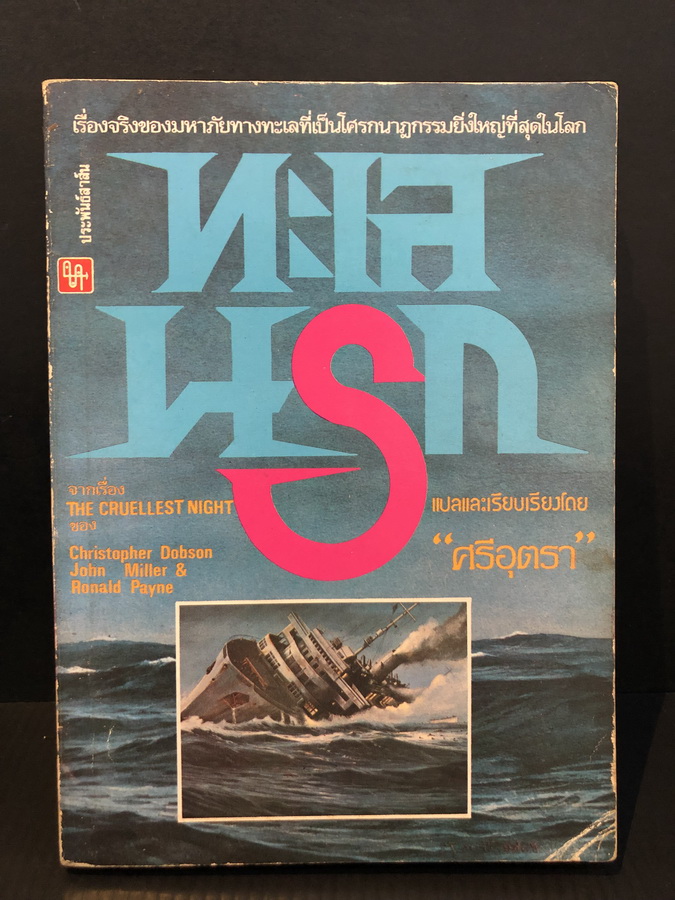 เรื่องจริงของมหาภัยทางทะเลที่เป็นโศกนาฏกรรมยิ่งใหญ่ที่สุดในโลก
ประพันธ์สาส์น
ทะเล
นรก
จากเรื่อง
THE CRUELLEST NIGHT
ของ
Christopher Dobson
John Miller &
Ronald Payne
แปลและเรียบเรียงโดย
“ศรีอุตรา”